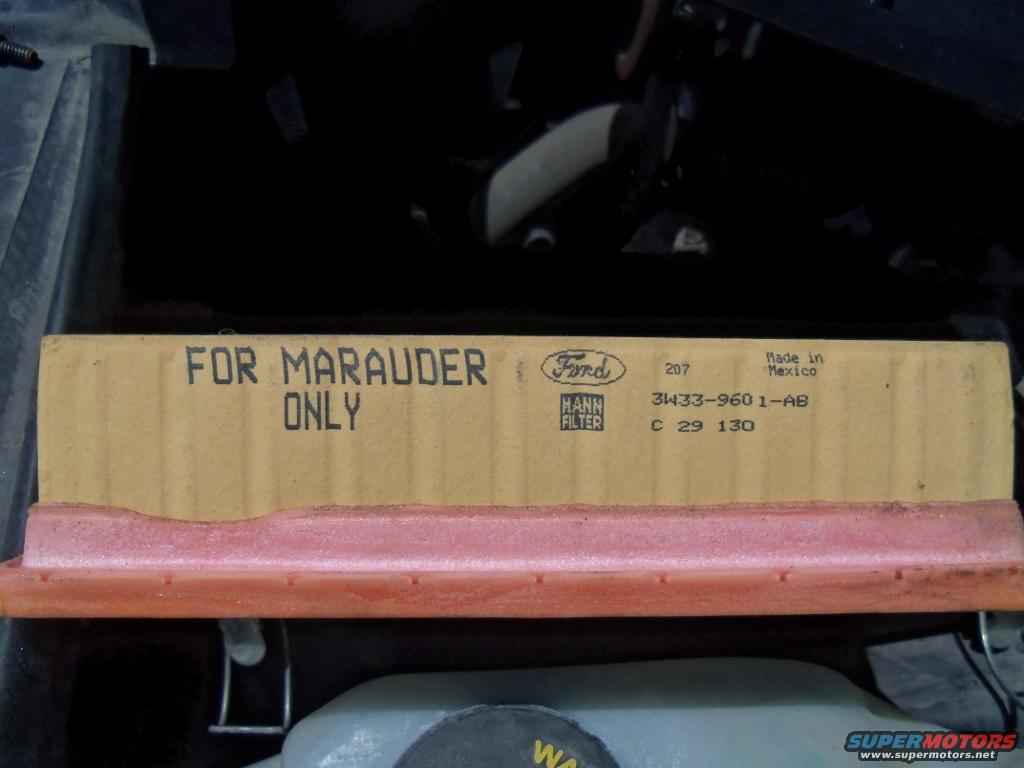 FOR MARAUDER
ONLY
Ford
MANN
FILTER
207
Made in
Mexico
3W33-9601-AB
C 29 130
WA
SUPERMOTORS
www.supermotors.net